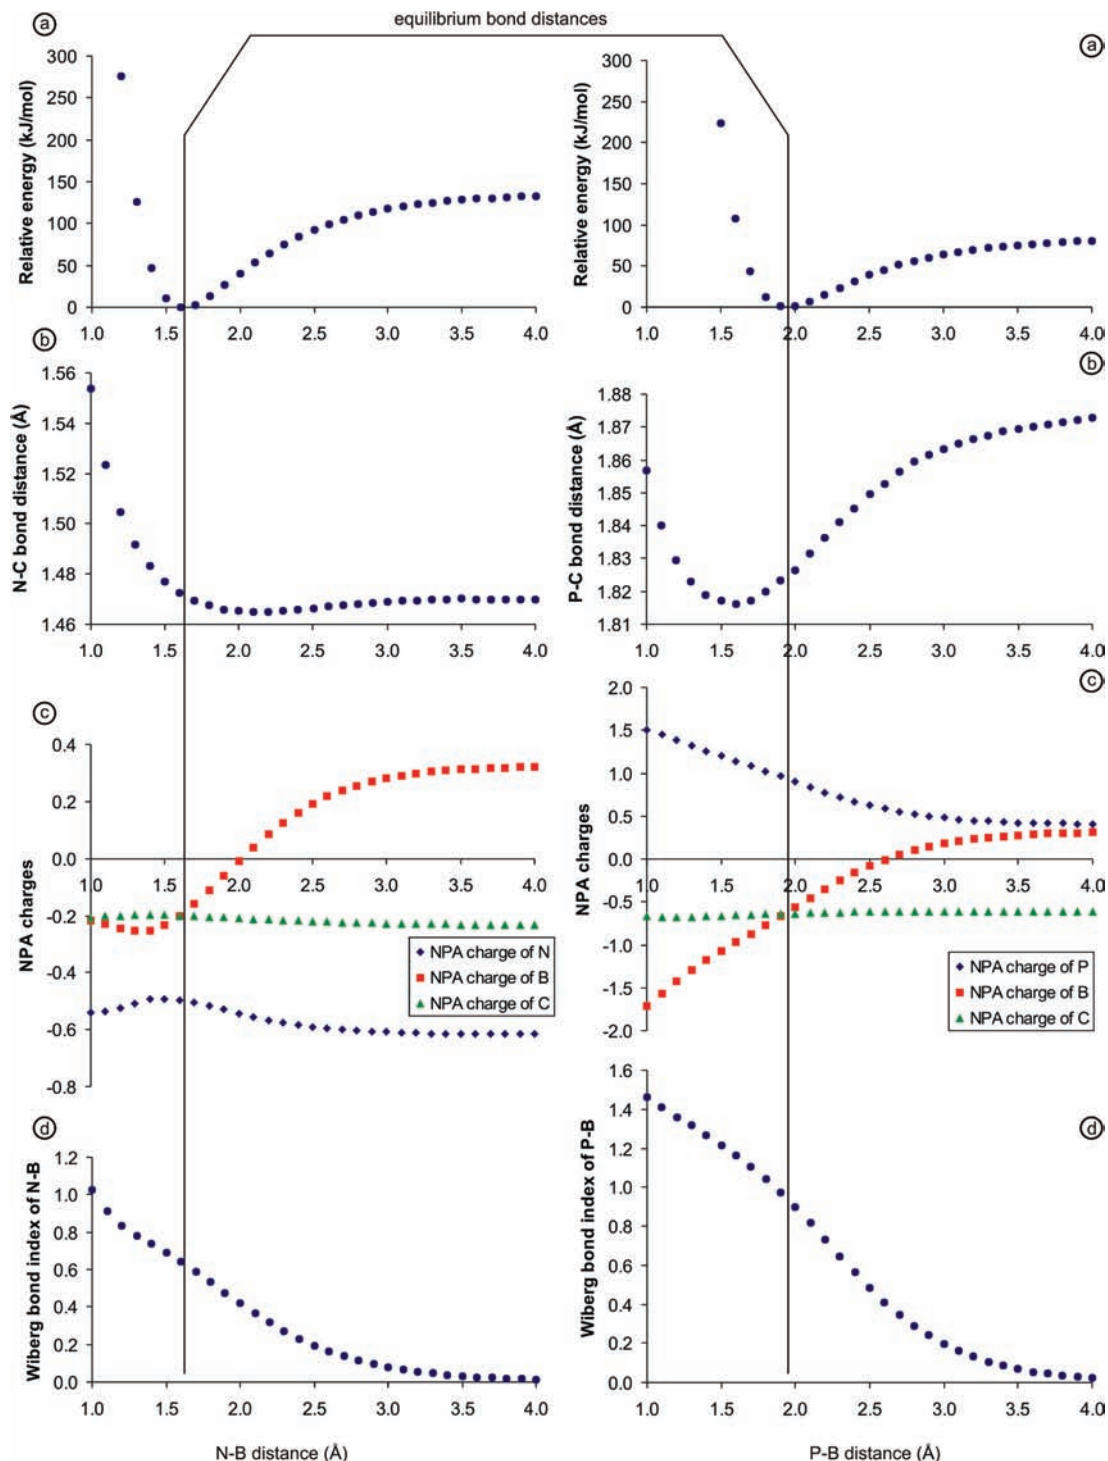 equilibrium bond distances
a
Relative energy (kJ/mol)
300
250
200
150
100
50
0
1.0 1.5 2.0 2.5 3.0 3.5 4.0
a
Relative energy (kJ/mol)
300
250
200
150
100
50
0
1.0 1.5 2.0 2.5 3.0 3.5 4.0
b
N-C bond distance (Å)
1.56
1.54
1.52
1.50
1.48
1.46
1.0 1.5 2.0 2.5 3.0 3.5 4.0
b
P-C bond distance (Å)
1.88
1.87
1.86
1.85
1.84
1.83
1.82
1.81
1.0 1.5 2.0 2.5 3.0 3.5 4.0
c
NPA charges
0.4
0.2
0.0
-0.2
-0.4
-0.6
-0.8
1.0 1.5 2.0 2.5 3.0 3.5 4.0
NPA charge of N
NPA charge of B
NPA charge of C
c
NPA charges
2.0
1.5
1.0
0.5
0.0
-0.5
-1.0
-1.5
-2.0
1.0 1.5 2.0 2.5 3.0 3.5 4.0
NPA charge of P
NPA charge of B
NPA charge of C
d
Wiberg bond index of N-B
1.2
1.0
0.8
0.6
0.4
0.2
0.0
1.0 1.5 2.0 2.5 3.0 3.5 4.0
N-B distance (Å)
d
Wiberg bond index of P-B
1.6
1.4
1.2
1.0
0.8
0.6
0.4
0.2
0.0
1.0 1.5 2.0 2.5 3.0 3.5 4.0
P-B distance (Å)